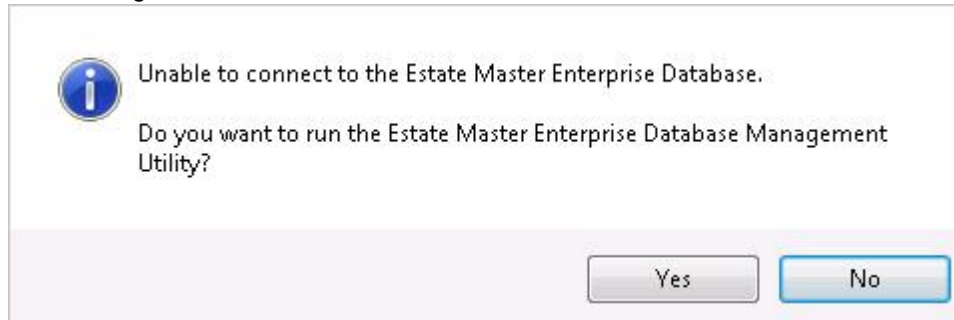 Unable to connect to the Estate Master Enterprise Database.
Do you want to run the Estate Master Enterprise Database Management
Utility?
Yes
No